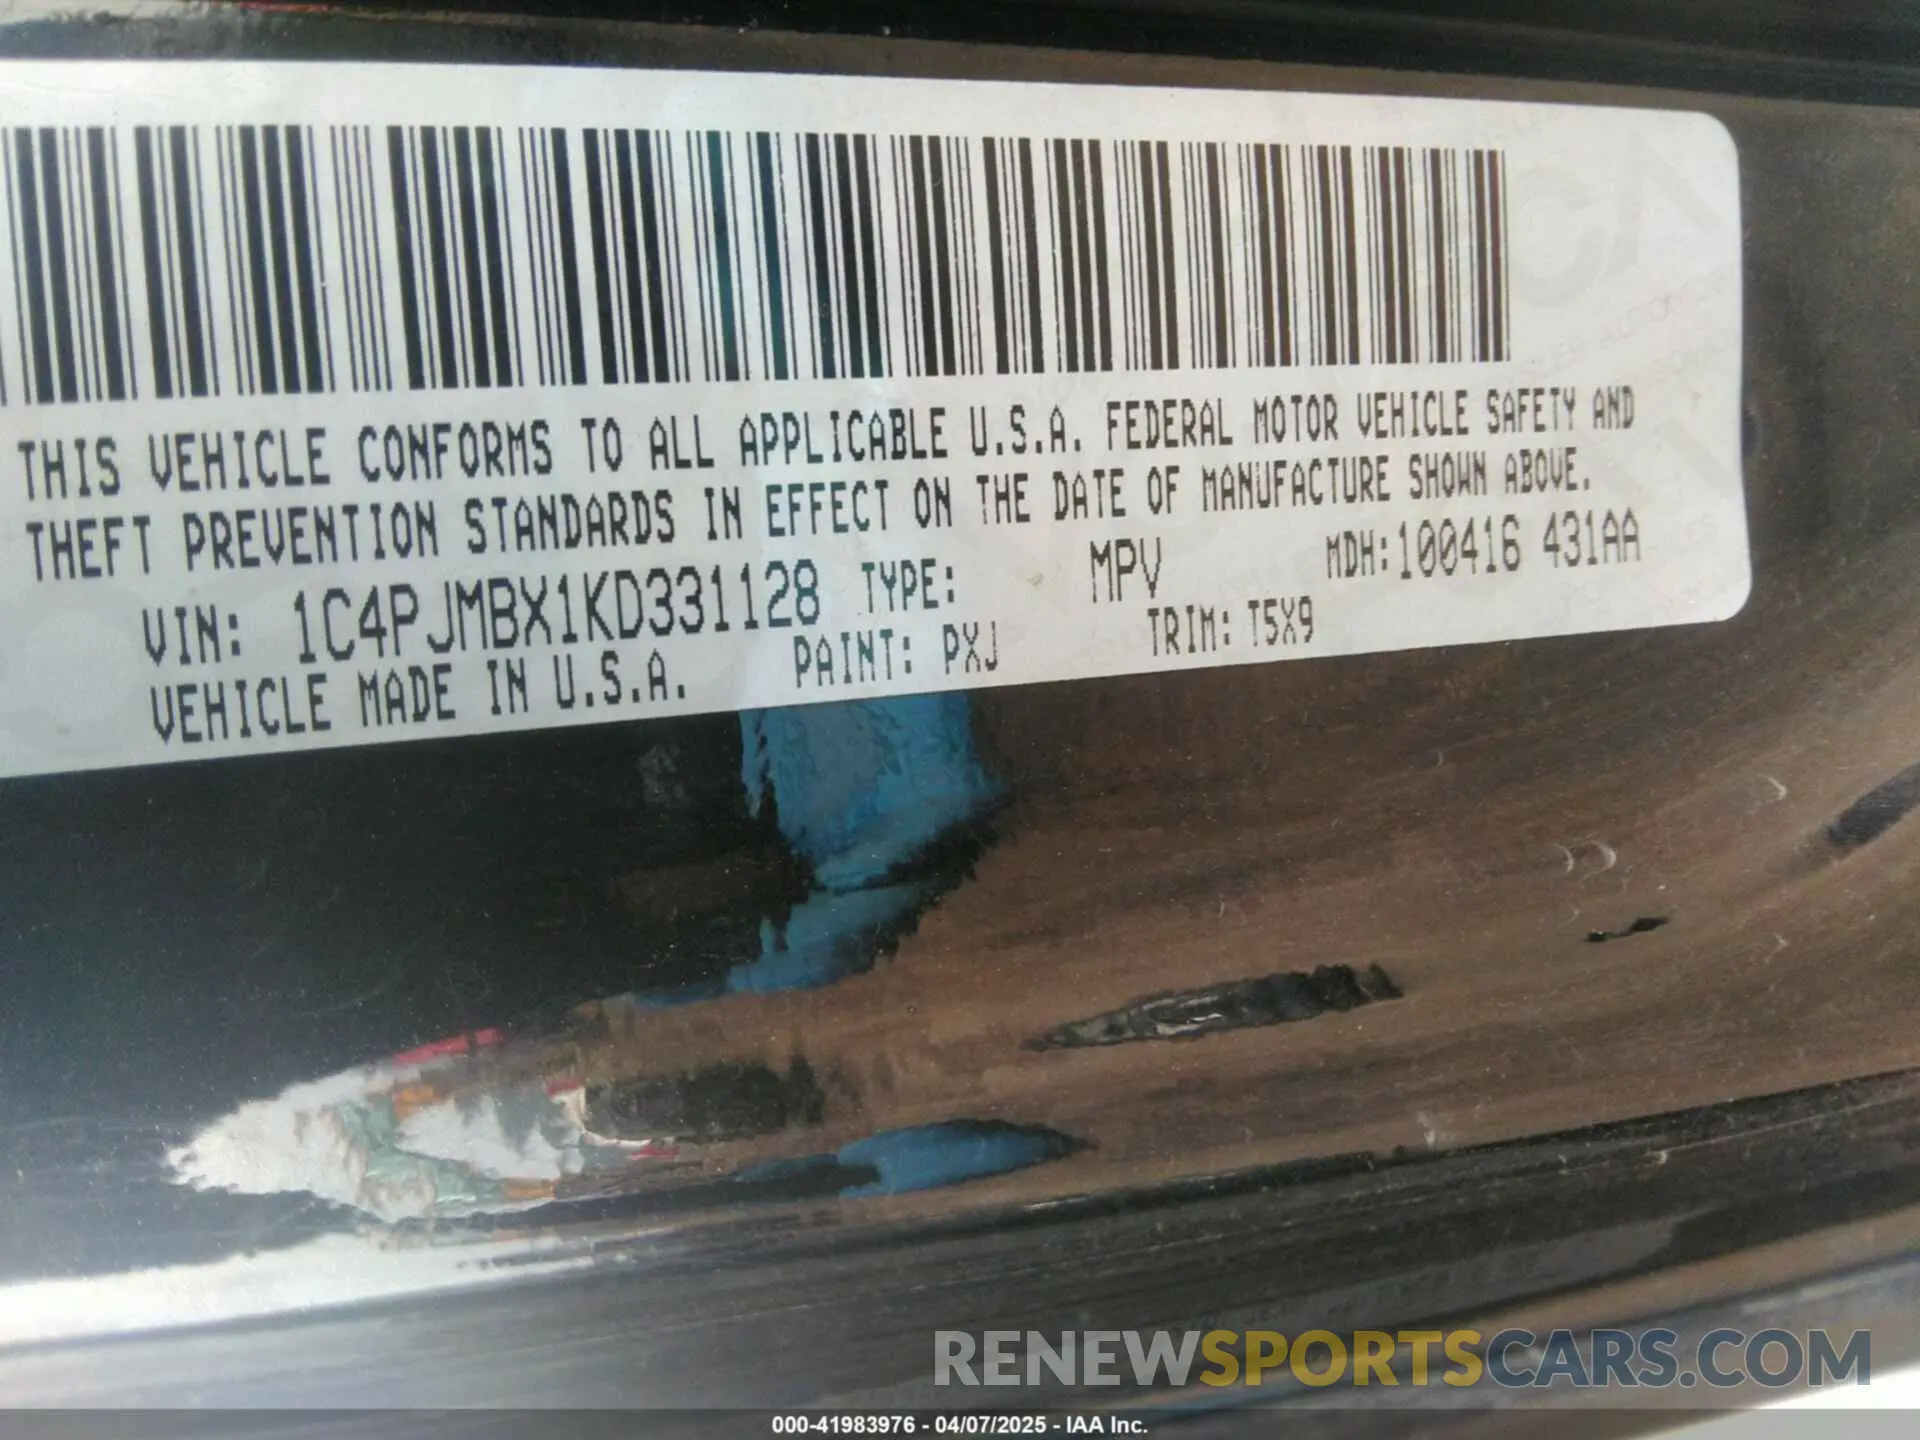 THIS VEHICLE CONFORMS TO ALL APPLICABLE U.S.A. FEDERAL MOTOR VEHICLE SAFETY AND
THEFT PREVENTION STANDARDS IN EFFECT ON THE DATE OF MANUFACTURE SHOWN ABOVE.
VIN: 1C4PJMBX1KD331128 TYPE: MPV MDH:100416 431AA
VEHICLE MADE IN U.S.A. PAINT: PXJ TRIM: T5X9
RENEWSPORTSCARS.COM
000-41983976 - 04/07/2025 - IAA Inc.